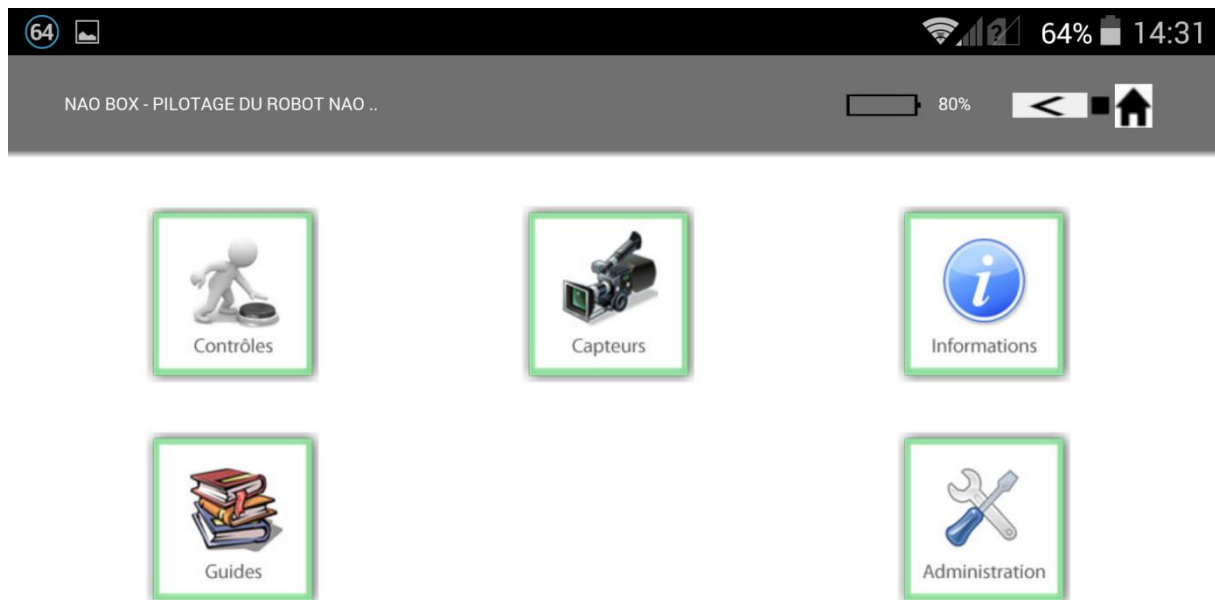 64 64% 14:31
NAO BOX - PILOTAGE DU ROBOT NAO .. 80%
Contrôles Capteurs Informations
Guides Administration